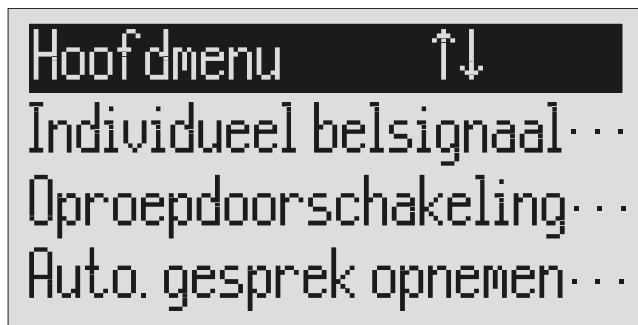 Hoofdmenu ↑↓
Individueel belsignaal···
Oproepdoorschakeling···
Auto. gesprek opnemen···